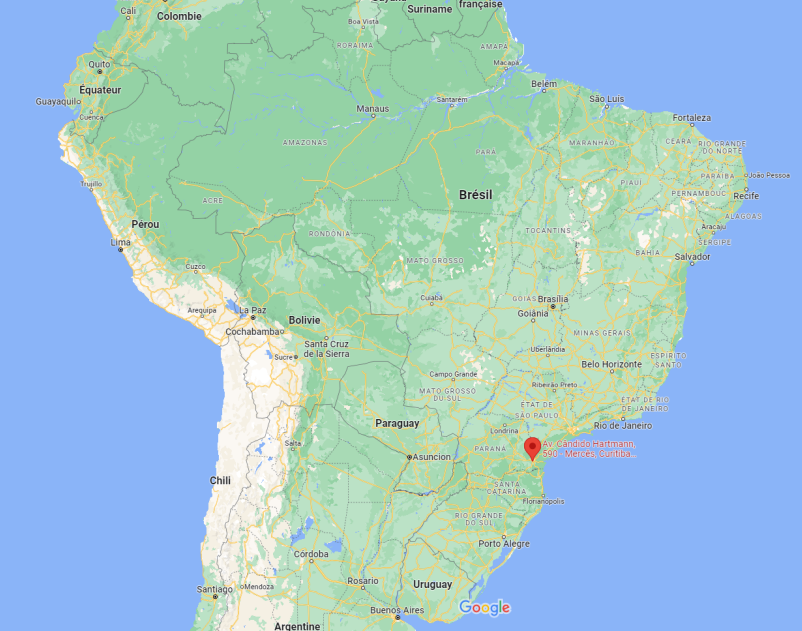 Cali
Colombie
Suriname
française
Boa Vista
RORAIMA
AMAPÁ
Macapá
Quito
Équateur
Guayaquil
Cuenca
Belém
São Luís
Manaus
Santarém
Fortaleza
AMAZONAS
PARÁ
MARANHÃO
CEARÁ
RIO GRANDE
DO NORTE
João Pessoa
PARAÍBA
PIAUÍ
PERNAMBOUC
Recife
Trujillo
ACRE
Brésil
ALAGOAS
Aracaju
SERGIPE
Pérou
RONDÔNIA
TOCANTINS
Lima
BAHIA
Salvador
Cuzco
MATO GROSSO
Cuiabá
GOIÁS
Brasilia
Goiânia
Arequipa
La Paz
Bolivie
Cochabamba
Santa Cruz
de la Sierra
Sucre
MINAS GERAIS
Uberlândia
ESPÍRITO
SANTO
Belo Horizonte
Campo Grande
Ribeirão Preto
MATO GROSSO
DU SUL
ÉTAT DE
SÃO PAULO
ÉTAT DE RIO
DE JANEIRO
Rio de Janeiro
Paraguay
Londrina
Salta
Asuncion
PARANÁ
Av. Cândido Hartmann,
590 - Mercês, Curitiba...
Chili
SANTA
CATARINA
Florianópolis
RIO GRANDE
DO SUL
Porto Alegre
Córdoba
Rosario
Uruguay
Santiago
Mendoza
Buenos Aires
Google
Argentine